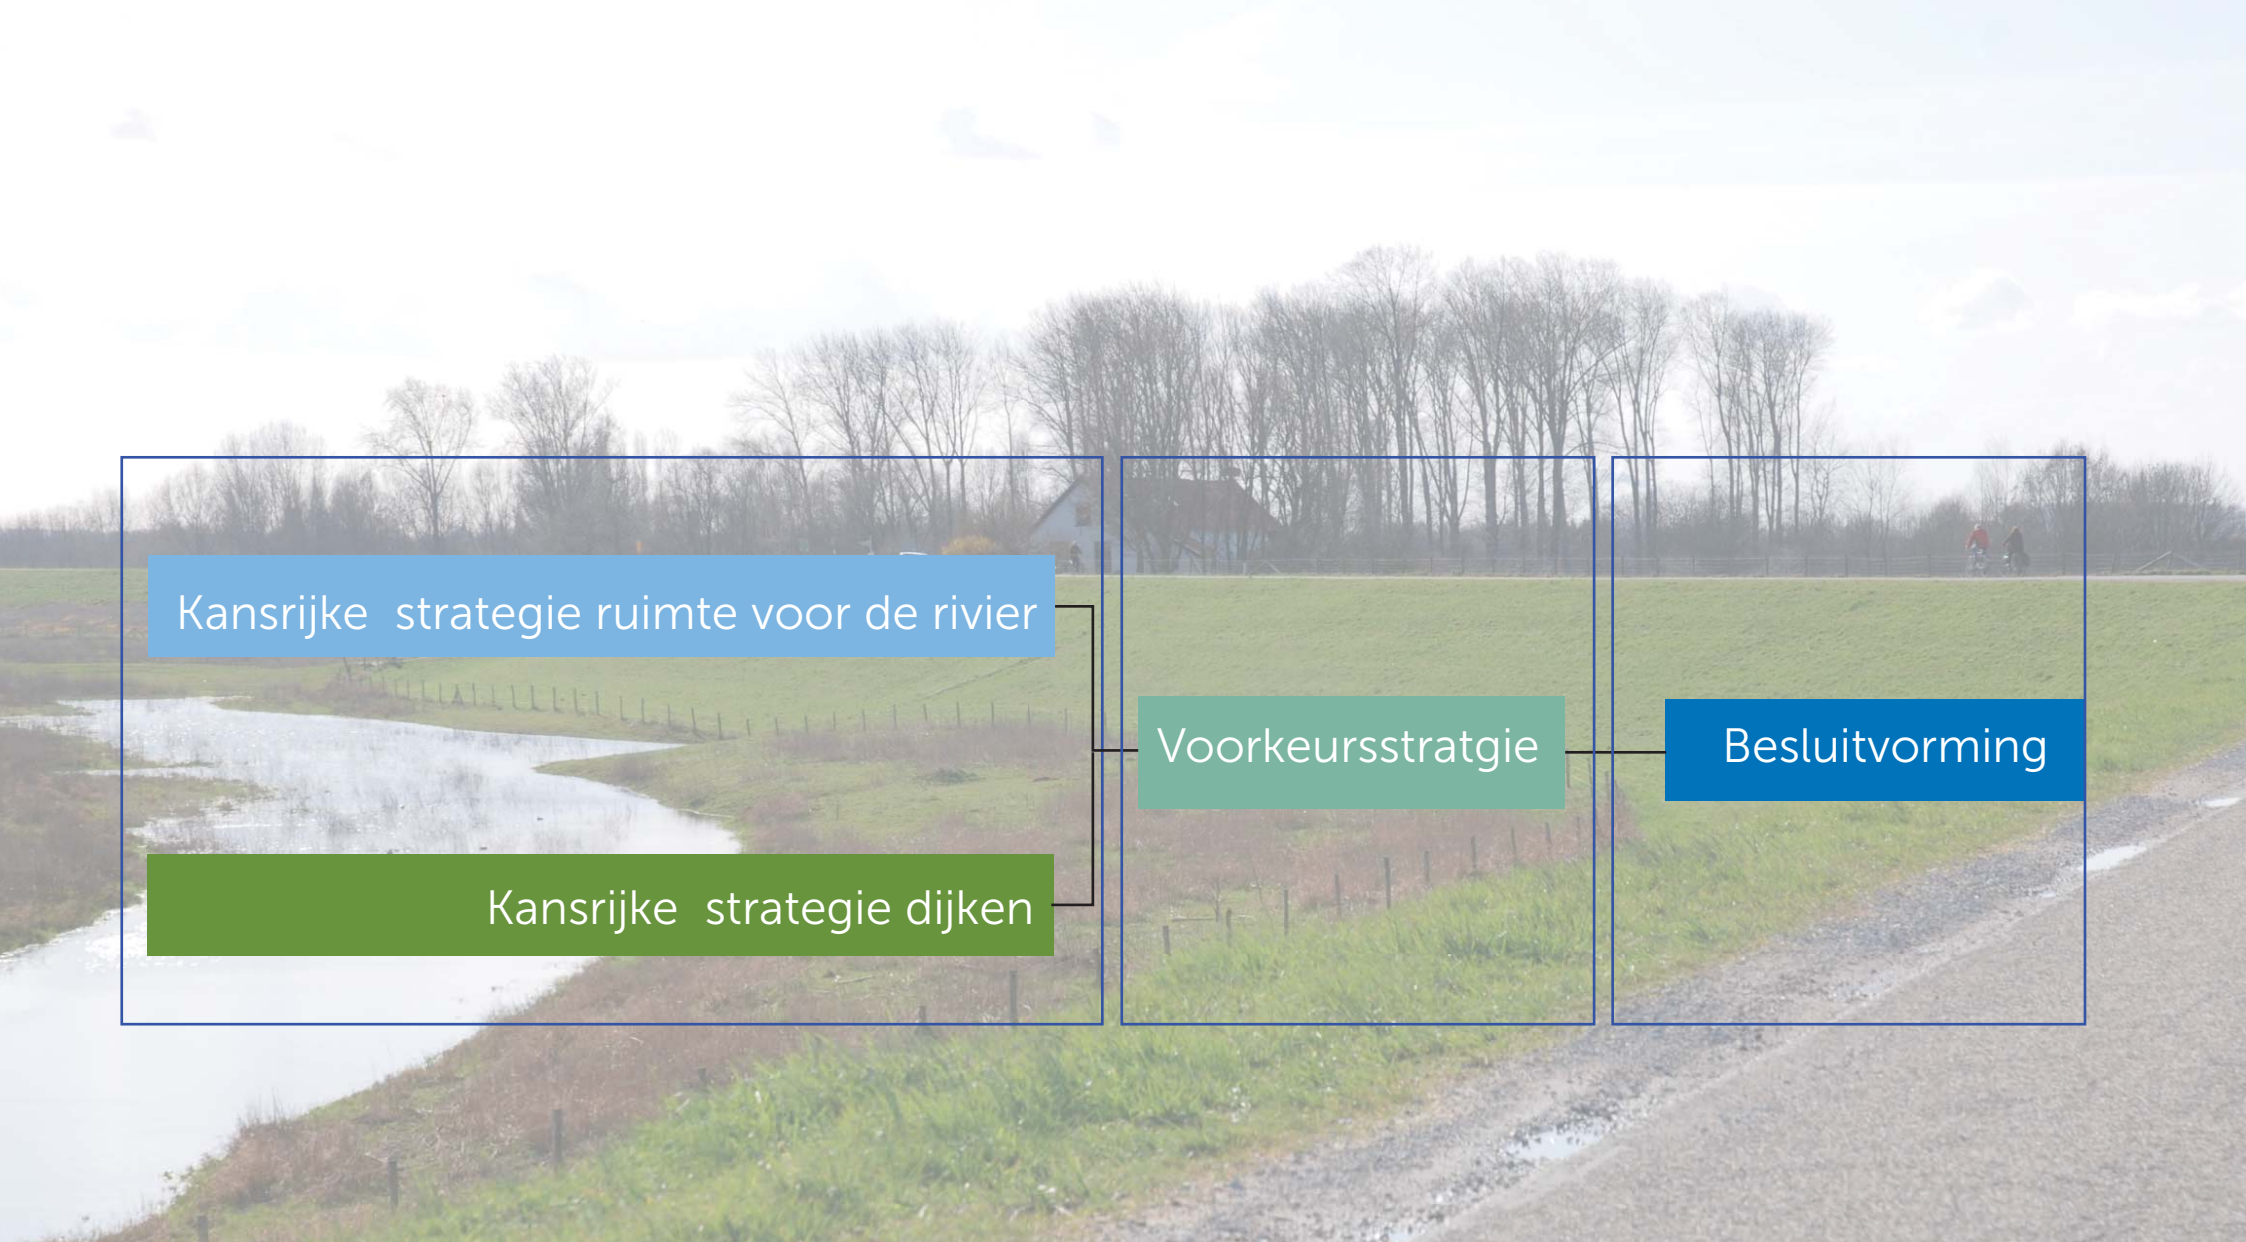 Kansrijke  strategie ruimte voor de rivier
Kansrijke  strategie dijken
Voorkeursstratgie
Besluitvorming